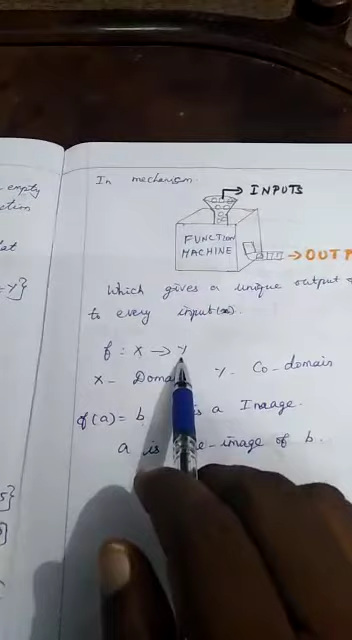 empty
ction
In mechanism.
INPUTS
FUNCTION
MACHINE
OUTP
Which gives a unique output
to every input(x).
f : X → Y
X - Doma Y - Co-domain
f(a) = b is a Image.
a is e-image of b.